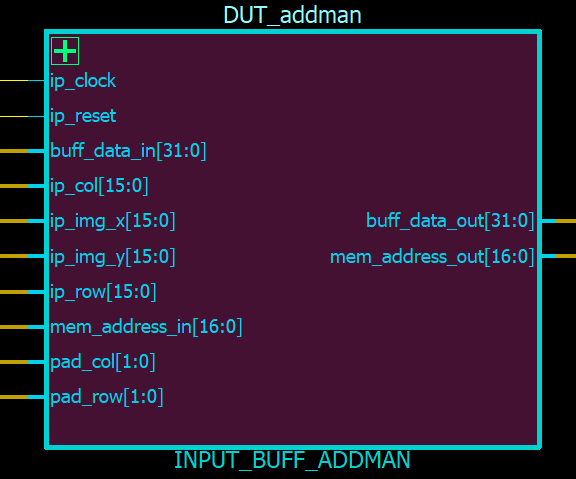 DUT_addman
ip_clock
ip_reset
buff_data_in[31:0]
ip_col[15:0]
ip_img_x[15:0]
buff_data_out[31:0]
ip_img_y[15:0]
mem_address_out[16:0]
ip_row[15:0]
mem_address_in[16:0]
pad_col[1:0]
pad_row[1:0]
INPUT_BUFF_ADDMAN